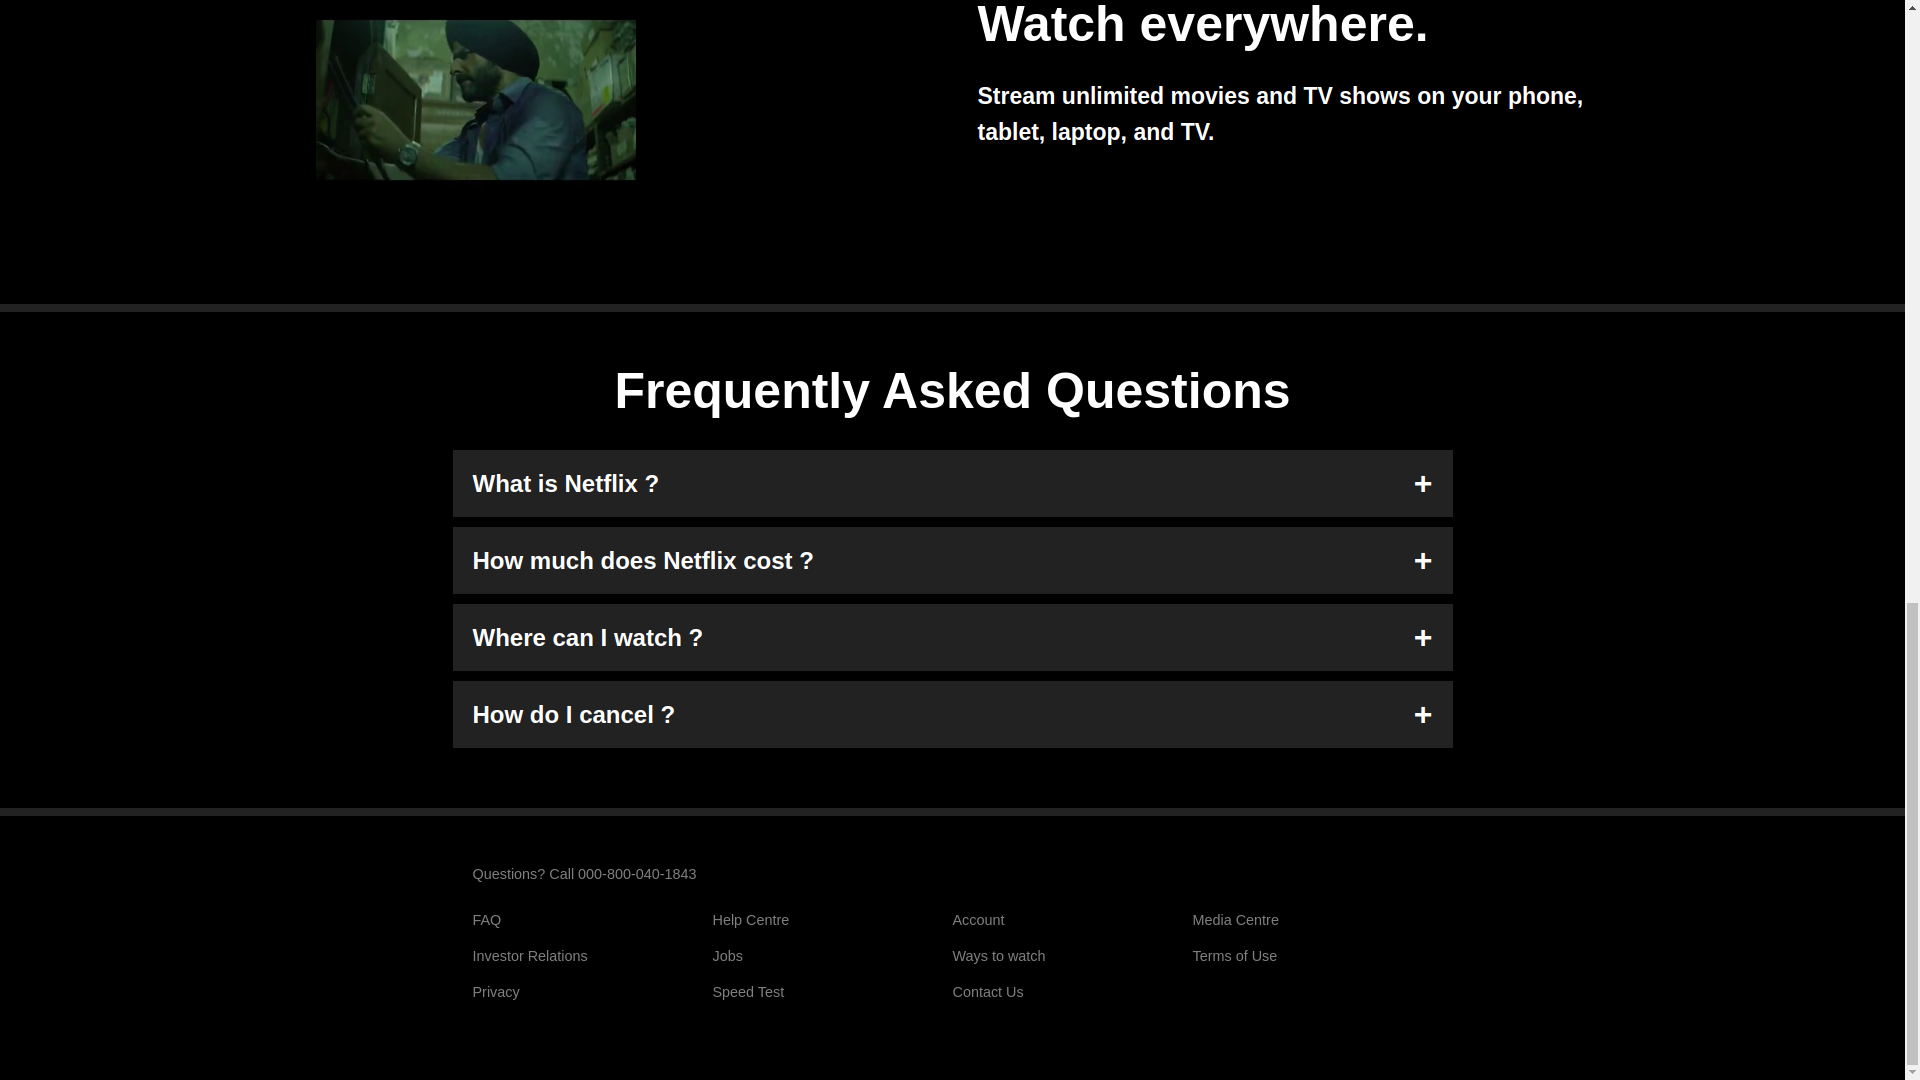 Watch everywhere.
Stream unlimited movies and TV shows on your phone,
tablet, laptop, and TV.
Frequently Asked Questions
What is Netflix ? +
How much does Netflix cost ? +
Where can I watch ? +
How do I cancel ? +
Questions? Call 000-800-040-1843
FAQ Help Centre Account Media Centre
Investor Relations Jobs Ways to watch Terms of Use
Privacy Speed Test Contact Us